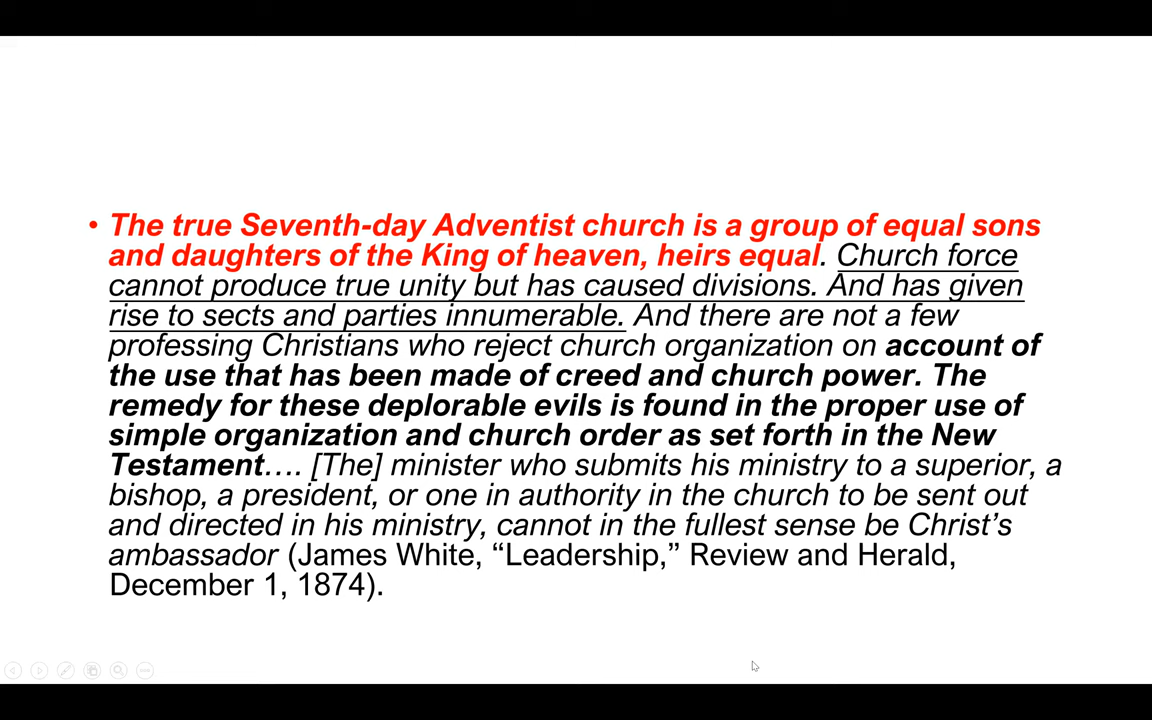 • The true Seventh-day Adventist church is a group of equal sons
and daughters of the King of heaven, heirs equal. Church force
cannot produce true unity but has caused divisions. And has given
rise to sects and parties innumerable. And there are not a few
professing Christians who reject church organization on account of
the use that has been made of creed and church power. The
remedy for these deplorable evils is found in the proper use of
simple organization and church order as set forth in the New
Testament…. [The] minister who submits his ministry to a superior, a
bishop, a president, or one in authority in the church to be sent out
and directed in his ministry, cannot in the fullest sense be Christ’s
ambassador (James White, “Leadership,” Review and Herald,
December 1, 1874).